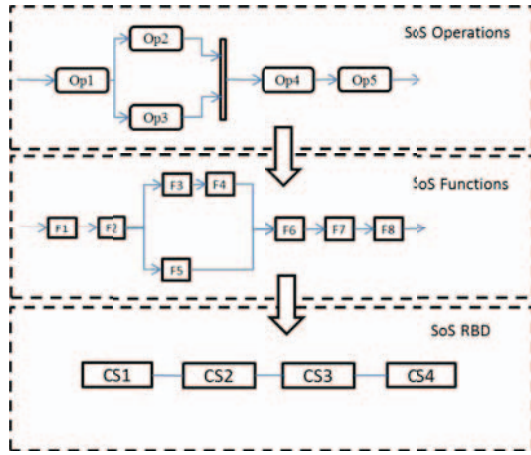 SoS Operations
Op1
Op2
Op3
Op4
Op5
SoS Functions
F1
F2
F3
F4
F5
F6
F7
F8
SoS RBD
CS1
CS2
CS3
CS4